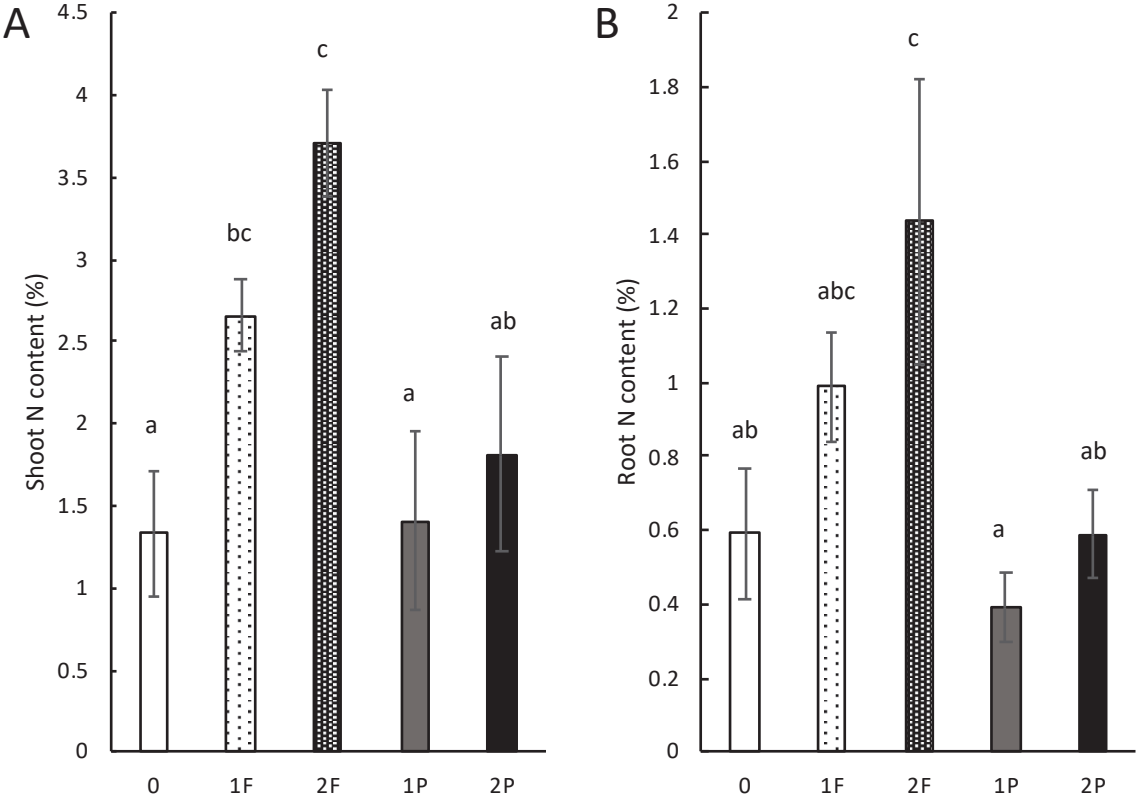 A
Shoot N content (%)
4.5
4
3.5
3
2.5
2
1.5
1
0.5
0
a
bc
c
a
ab
0 1F 2F 1P 2P
B
Root N content (%)
2
1.8
1.6
1.4
1.2
1
0.8
0.6
0.4
0.2
0
ab
abc
c
a
ab
0 1F 2F 1P 2P